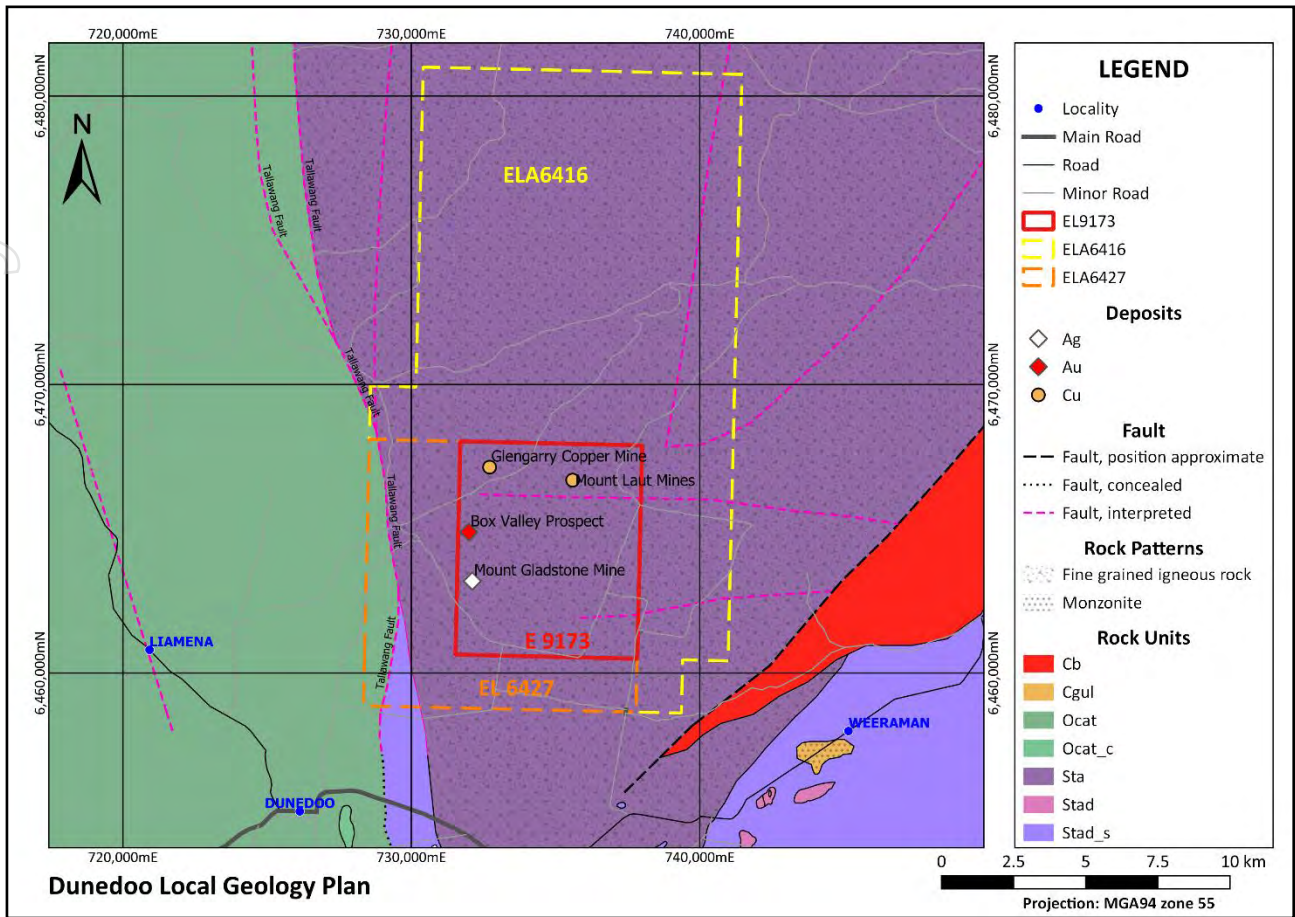 720,000mE
730,000mE
740,000mE
6,480,000mN
6,480,000mN
N
Tallawang Fault
Tallawang Fault
ELA6416
6,470,000mN
6,470,000mN
Tallawang Fault
Glengarry Copper Mine
Mount Laut Mines
Tallawang Fault
Box Valley Prospect
Mount Gladstone Mine
Tallawang Fault
LIAMENA
E 9173
6,460,000mN
6,460,000mN
EL 6427
WEERAMAN
DUNEDOO
720,000mE
730,000mE
740,000mE
Dunedoo Local Geology Plan
LEGEND
Locality
Main Road
Road
Minor Road
EL9173
ELA6416
ELA6427
Deposits
Ag
Au
Cu
Fault
Fault, position approximate
Fault, concealed
Fault, interpreted
Rock Patterns
Fine grained igneous rock
Monzonite
Rock Units
Cb
Cgul
Ocat
Ocat_c
Sta
Stad
Stad_s
0 2.5 5 7.5 10 km
Projection: MGA94 zone 55